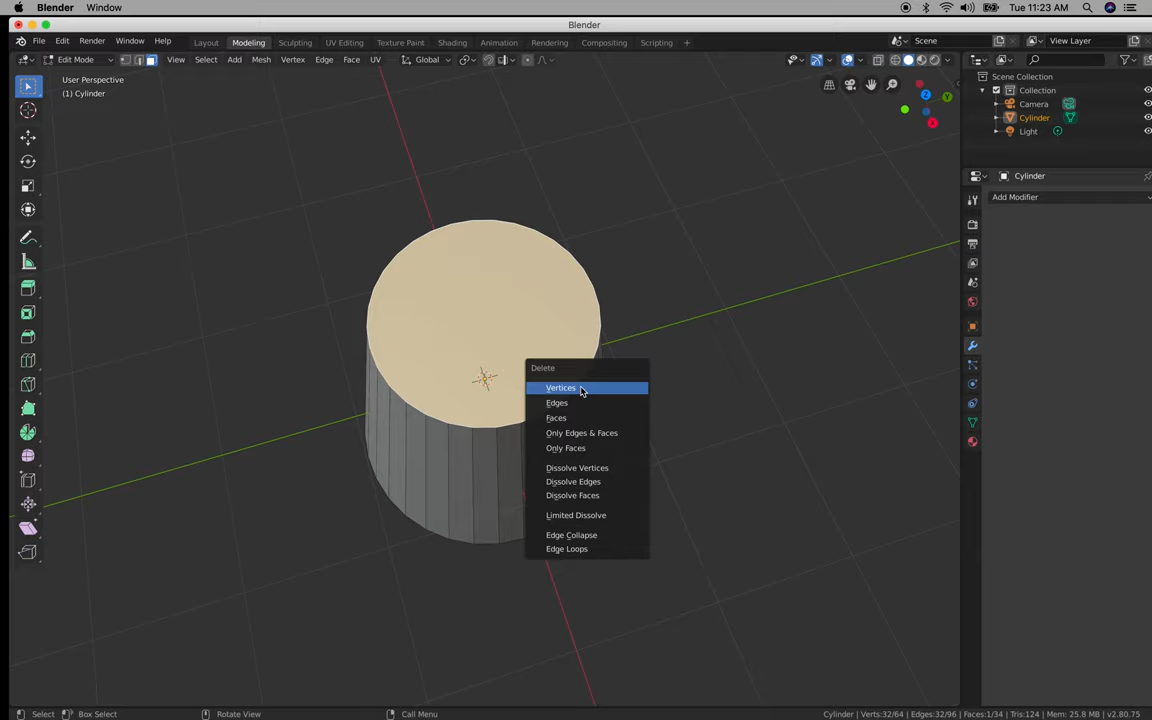 Blender Window Tue 11:23 AM
Blender
File Edit Render Window Help Layout Modeling Sculpting UV Editing Texture Paint Shading Animation Rendering Compositing Scripting + Scene View Layer
Edit Mode View Select Add Mesh Vertex Edge Face UV Global
User Perspective
(1) Cylinder
Z
Y
X
Scene Collection
Collection
Camera
Cylinder
Light
Cylinder
Add Modifier
Delete
Vertices
Edges
Faces
Only Edges & Faces
Only Faces
Dissolve Vertices
Dissolve Edges
Dissolve Faces
Limited Dissolve
Edge Collapse
Edge Loops
Select Box Select Rotate View Call Menu Cylinder | Verts:32/64 | Edges:32/96 | Faces:1/34 | Tris:124 | Mem: 25.8 MB | v2.80.75